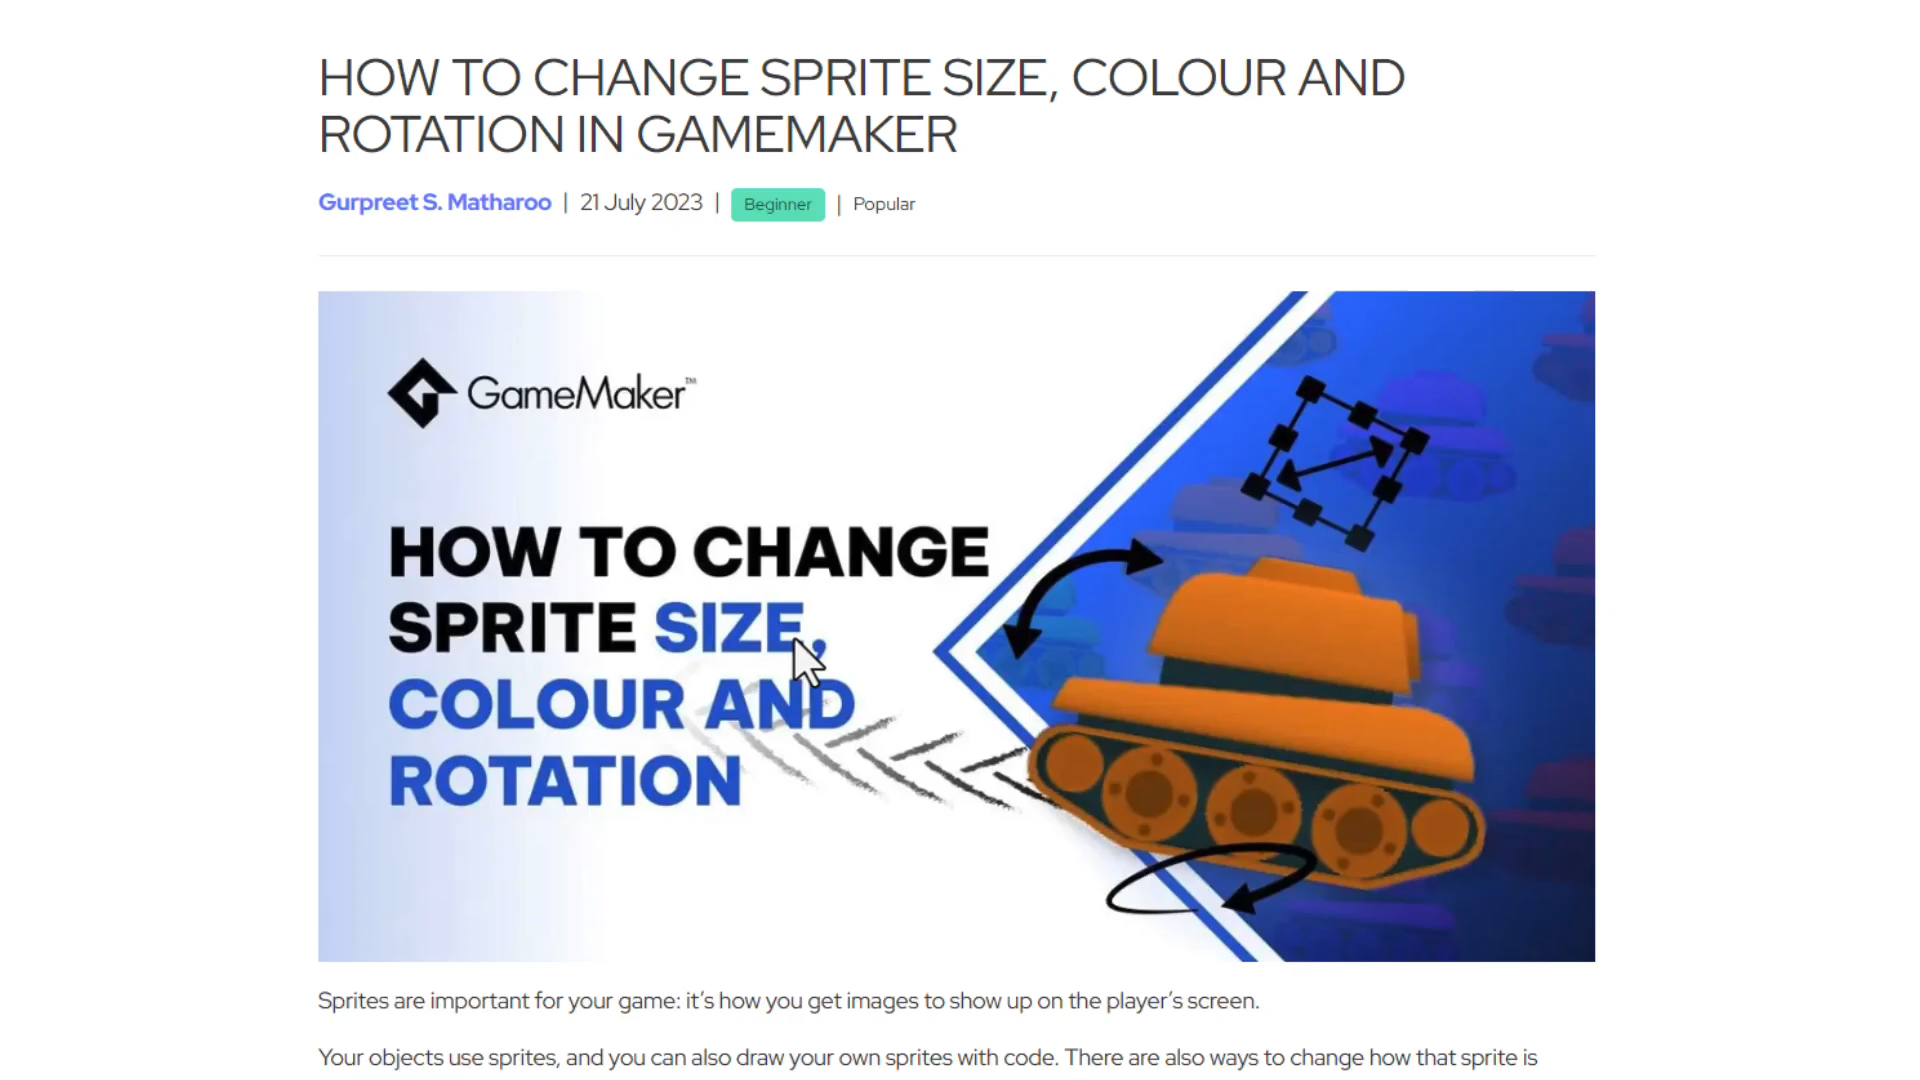 HOW TO CHANGE SPRITE SIZE, COLOUR AND
ROTATION IN GAMEMAKER
Gurpreet S. Matharoo | 21 July 2023 | Beginner | Popular
GameMaker™
HOW TO CHANGE
SPRITE SIZE,
COLOUR AND
ROTATION
Sprites are important for your game: it’s how you get images to show up on the player’s screen.
Your objects use sprites, and you can also draw your own sprites with code. There are also ways to change how that sprite is